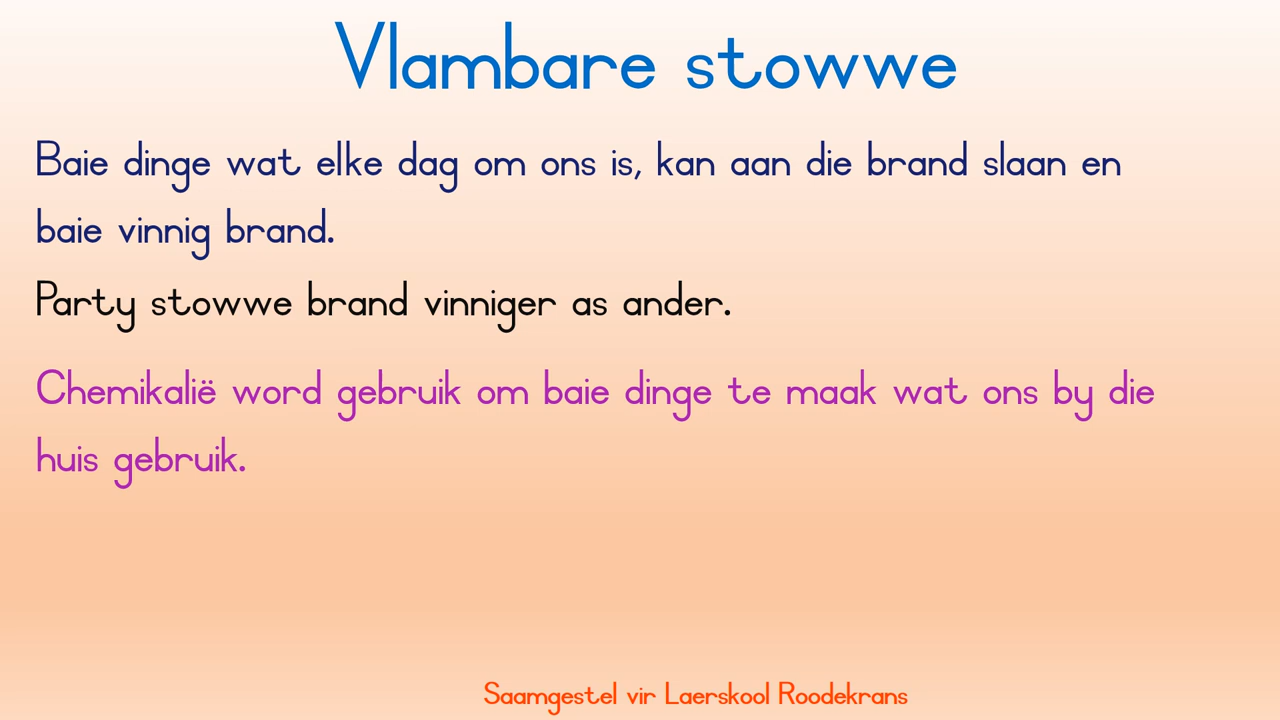 Vlambare stowwe
Baie dinge wat elke dag om ons is, kan aan die brand slaan en
baie vinnig brand.
Party stowwe brand vinniger as ander.
Chemikalië word gebruik om baie dinge te maak wat ons by die
huis gebruik.
Saamgestel vir Laerskool Roodekrans